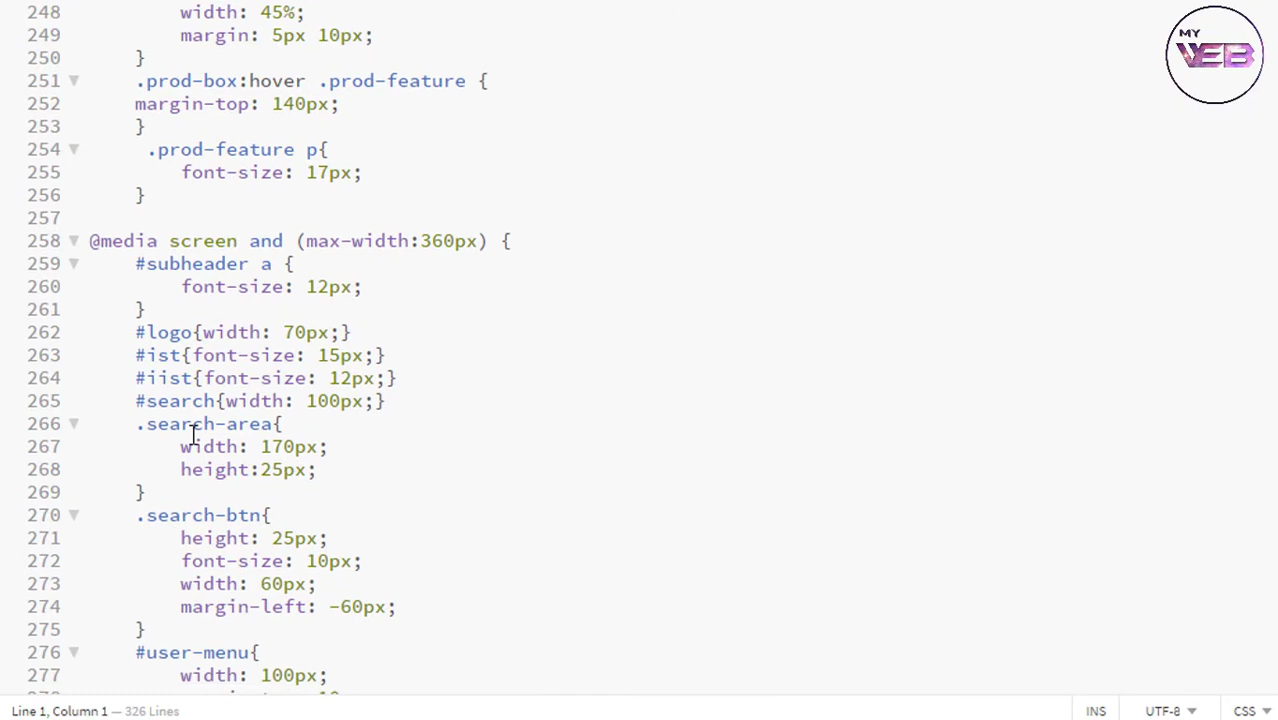 248 width: 45%;
249 margin: 5px 10px;
250 }
251 .prod-box:hover .prod-feature {
252 margin-top: 140px;
253 }
254 .prod-feature p{
255 font-size: 17px;
256 }
257
258 @media screen and (max-width:360px) {
259 #subheader a {
260 font-size: 12px;
261 }
262 #logo{width: 70px;}
263 #ist{font-size: 15px;}
264 #iist{font-size: 12px;}
265 #search{width: 100px;}
266 .search-area{
267 width: 170px;
268 height:25px;
269 }
270 .search-btn{
271 height: 25px;
272 font-size: 10px;
273 width: 60px;
274 margin-left: -60px;
275 }
276 #user-menu{
277 width: 100px;
MY
WEB
Line 1, Column 1 — 326 Lines
INS UTF-8 CSS